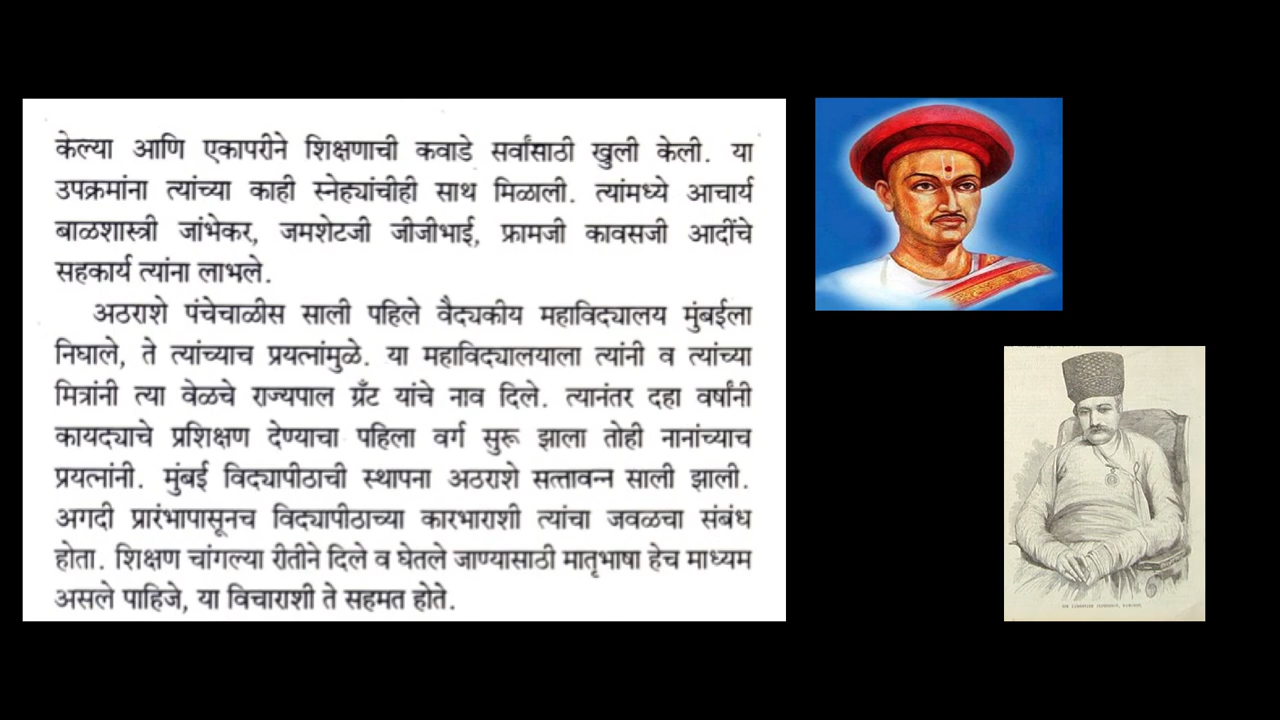 केल्या आणि एकापरीने शिक्षणाची कवाडे सर्वांसाठी खुली केली. या
उपक्रमांना त्यांच्या काही स्नेह्यांचीही साथ मिळाली. त्यांमध्ये आचार्य
बाळशास्त्री जांभेकर, जमशेटजी जीजीभाई, फ्रामजी कावसजी आदींचे
सहकार्य त्यांना लाभले.
अठराशे पंचेचाळीस साली पहिले वैद्यकीय महाविद्यालय मुंबईला
निघाले, ते त्यांच्याच प्रयत्नांमुळे. या महाविद्यालयाला त्यांनी व त्यांच्या
मित्रांनी त्या वेळचे राज्यपाल ग्रँट यांचे नाव दिले. त्यानंतर दहा वर्षांनी
कायद्याचे प्रशिक्षण देण्याचा पहिला वर्ग सुरू झाला तोही नानांच्याच
प्रयत्नांनी. मुंबई विद्यापीठाची स्थापना अठराशे सत्तावन्न साली झाली.
अगदी प्रारंभापासूनच विद्यापीठाच्या कारभाराशी त्यांचा जवळचा संबंध
होता. शिक्षण चांगल्या रीतीने दिले व घेतले जाण्यासाठी मातृभाषा हेच माध्यम
असले पाहिजे, या विचाराशी ते सहमत होते.